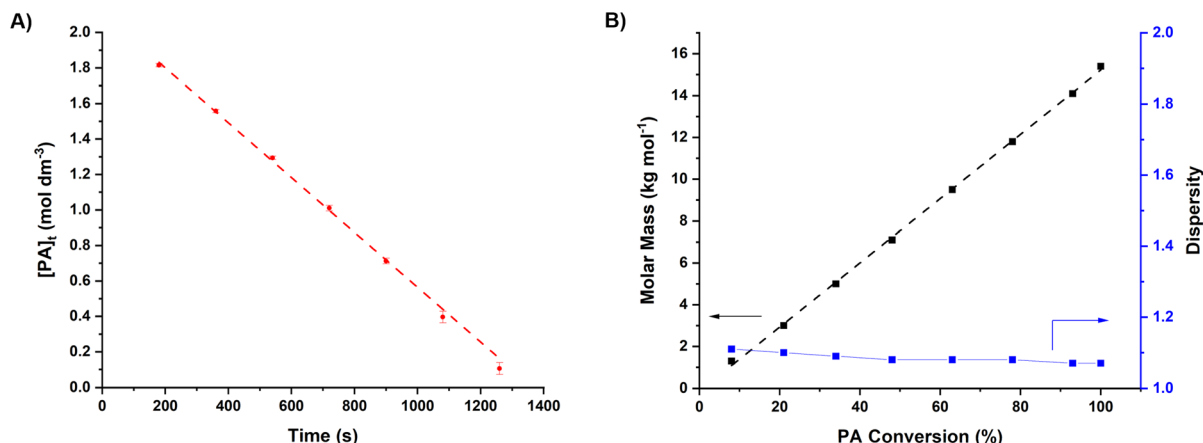 A)
[PA]t (mol dm-3)
2.0
1.8
1.6
1.4
1.2
1.0
0.8
0.6
0.4
0.2
0.0
0 200 400 600 800 1000 1200 1400
Time (s)
B)
Molar Mass (kg mol-1)
16
14
12
10
8
6
4
2
0
0 20 40 60 80 100
PA Conversion (%)
2.0
1.8
1.6
1.4
1.2
1.0
Dispersity